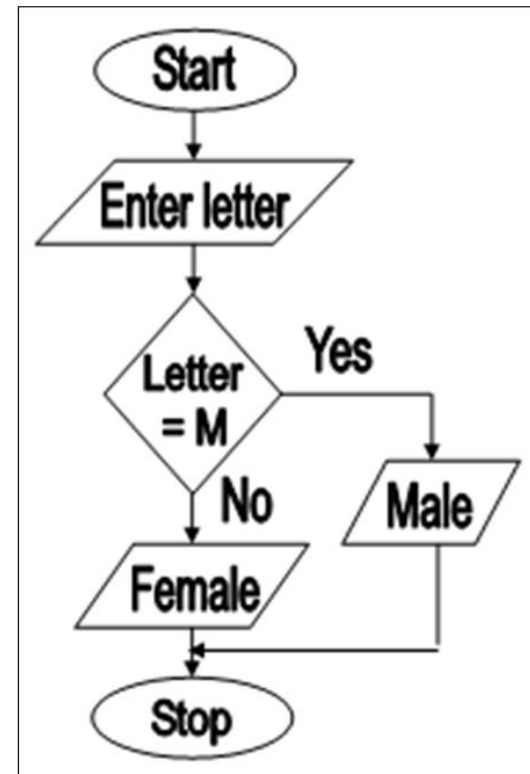 Start
Enter letter
Letter
= M
Yes
No
Male
Female
Stop